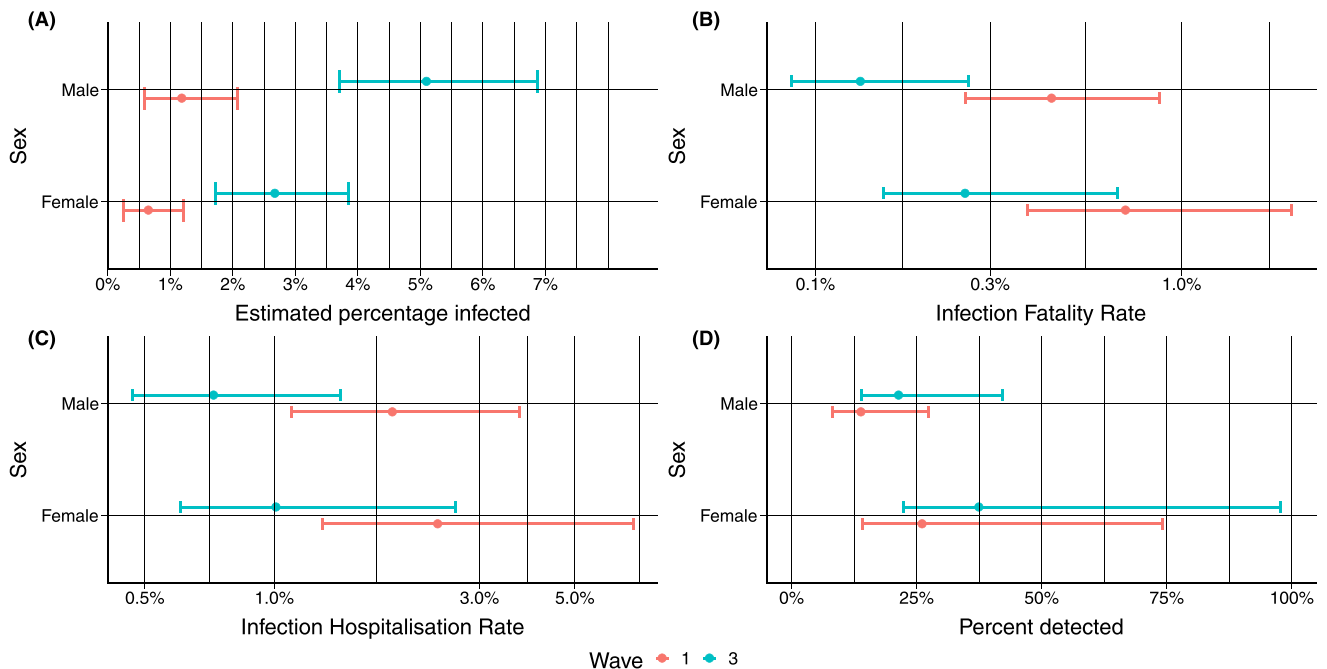 (A)
Sex
Male
Female
0% 1% 2% 3% 4% 5% 6% 7%
Estimated percentage infected
(B)
Sex
Male
Female
0.1% 0.3% 1.0%
Infection Fatality Rate
(C)
Sex
Male
Female
0.5% 1.0% 3.0% 5.0%
Infection Hospitalisation Rate
(D)
Sex
Male
Female
0% 25% 50% 75% 100%
Percent detected
Wave 1 3